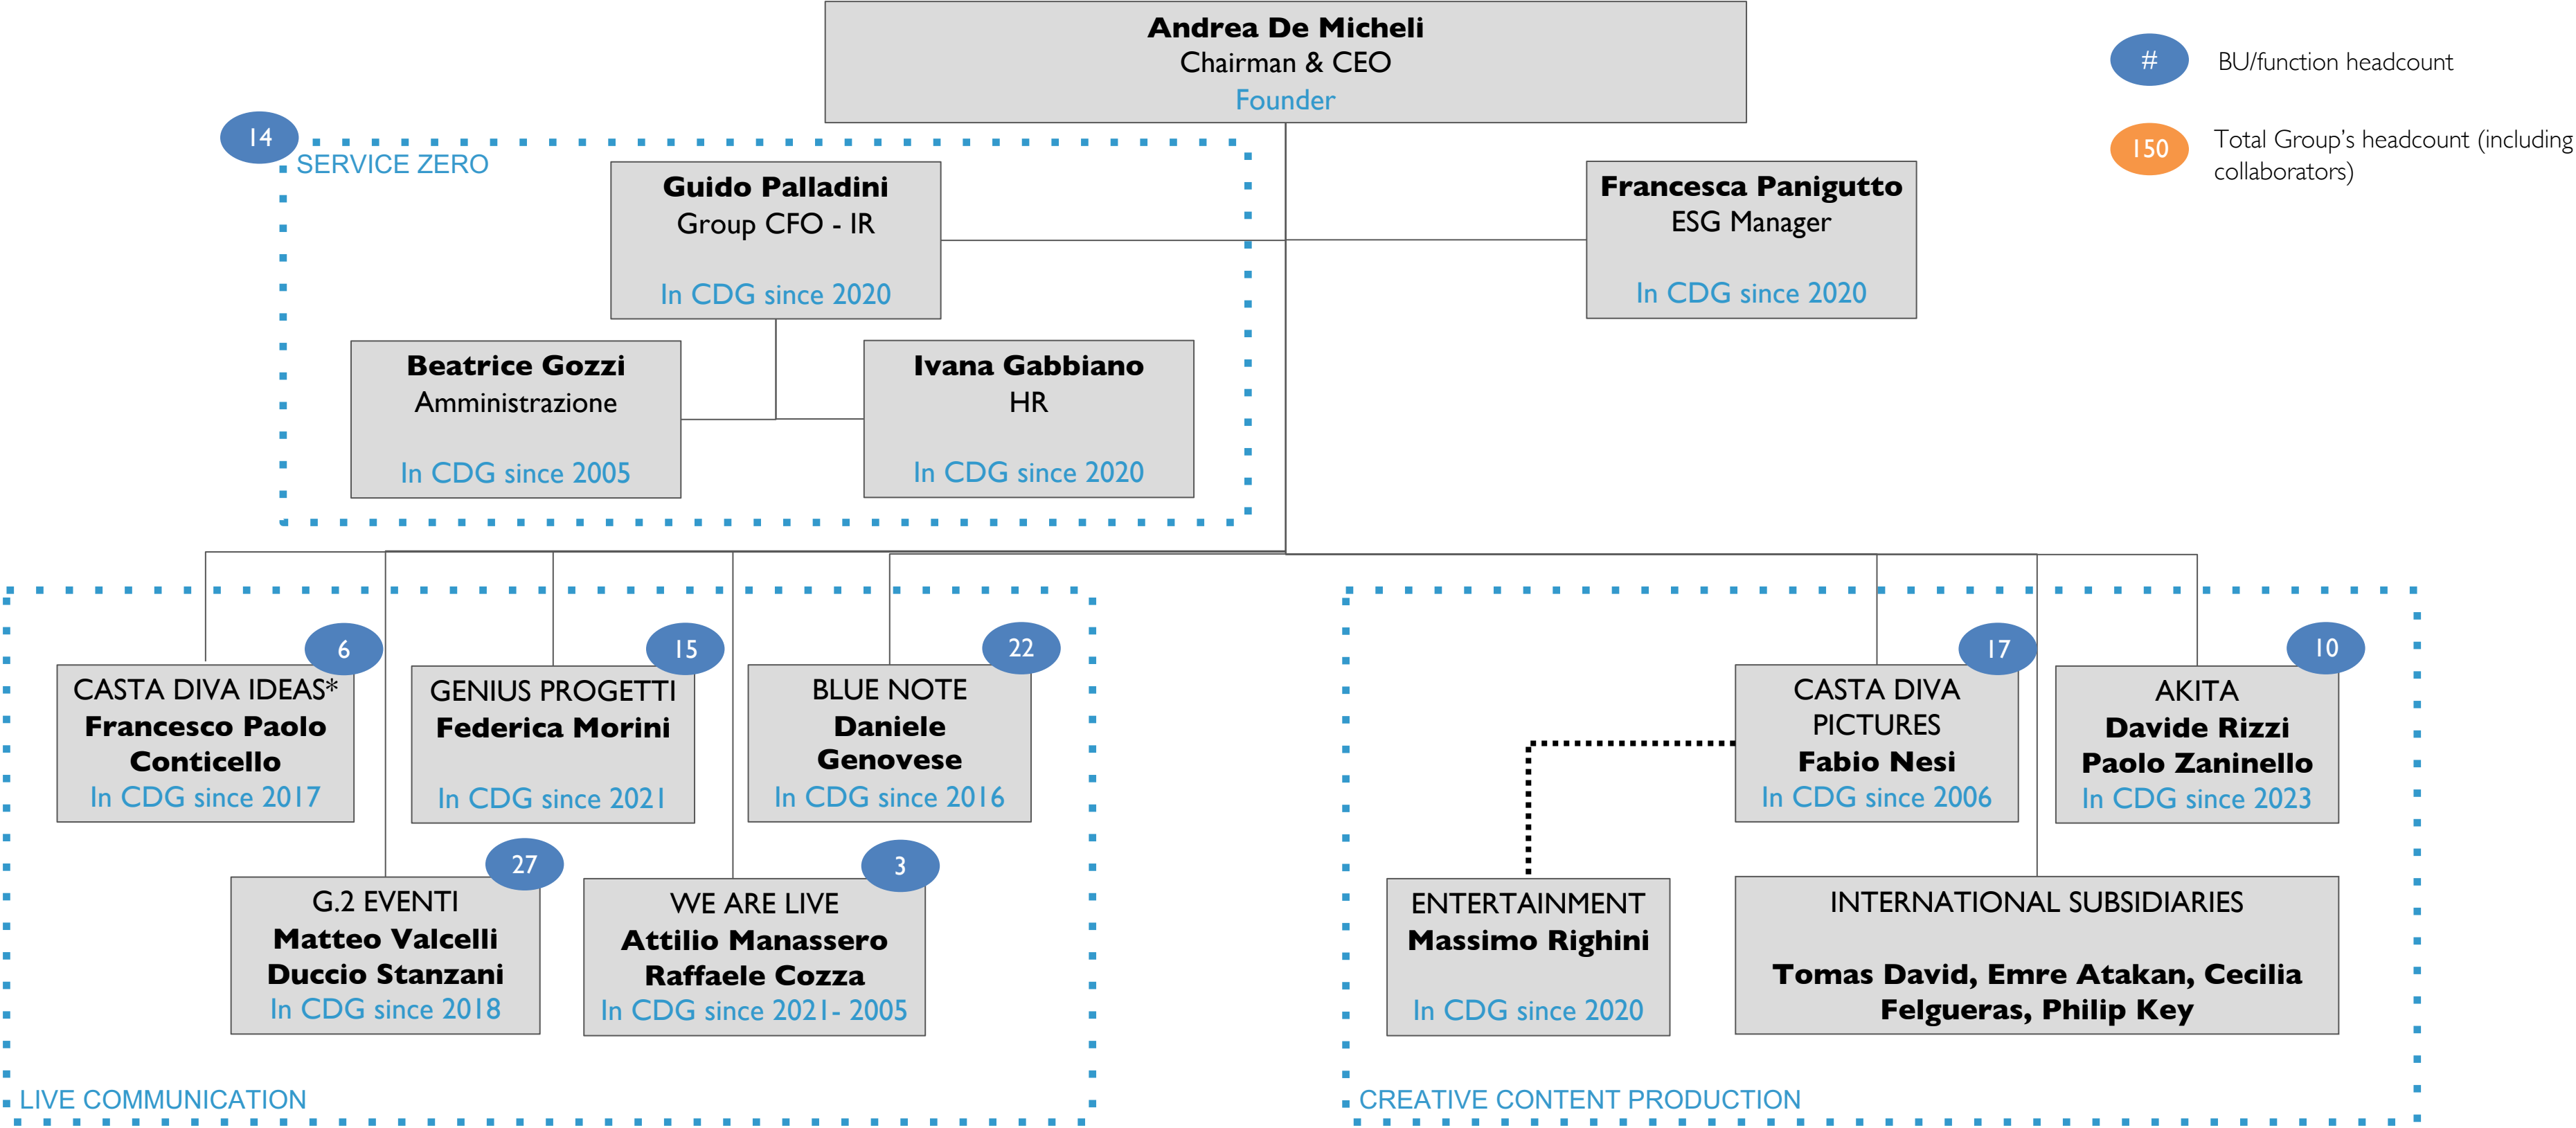 Andrea De Micheli
Chairman & CEO
Founder
#
BU/function headcount
150
Total Group's headcount (including
collaborators)
14
SERVICE ZERO
Guido Palladini
Group CFO - IR
In CDG since 2020
Francesca Panigutto
ESG Manager
In CDG since 2020
Beatrice Gozzi
Amministrazione
In CDG since 2005
Ivana Gabbiano
HR
In CDG since 2020
6
CASTA DIVA IDEAS*
Francesco Paolo
Conticello
In CDG since 2017
15
GENIUS PROGETTI
Federica Morini
In CDG since 2021
22
BLUE NOTE
Daniele
Genovese
In CDG since 2016
27
G.2 EVENTI
Matteo Valcelli
Duccio Stanzani
In CDG since 2018
3
WE ARE LIVE
Attilio Manassero
Raffaele Cozza
In CDG since 2021- 2005
LIVE COMMUNICATION
17
CASTA DIVA
PICTURES
Fabio Nesi
In CDG since 2006
10
AKITA
Davide Rizzi
Paolo Zaninello
In CDG since 2023
ENTERTAINMENT
Massimo Righini
In CDG since 2020
INTERNATIONAL SUBSIDIARIES
Tomas David, Emre Atakan, Cecilia
Felgueras, Philip Key
CREATIVE CONTENT PRODUCTION